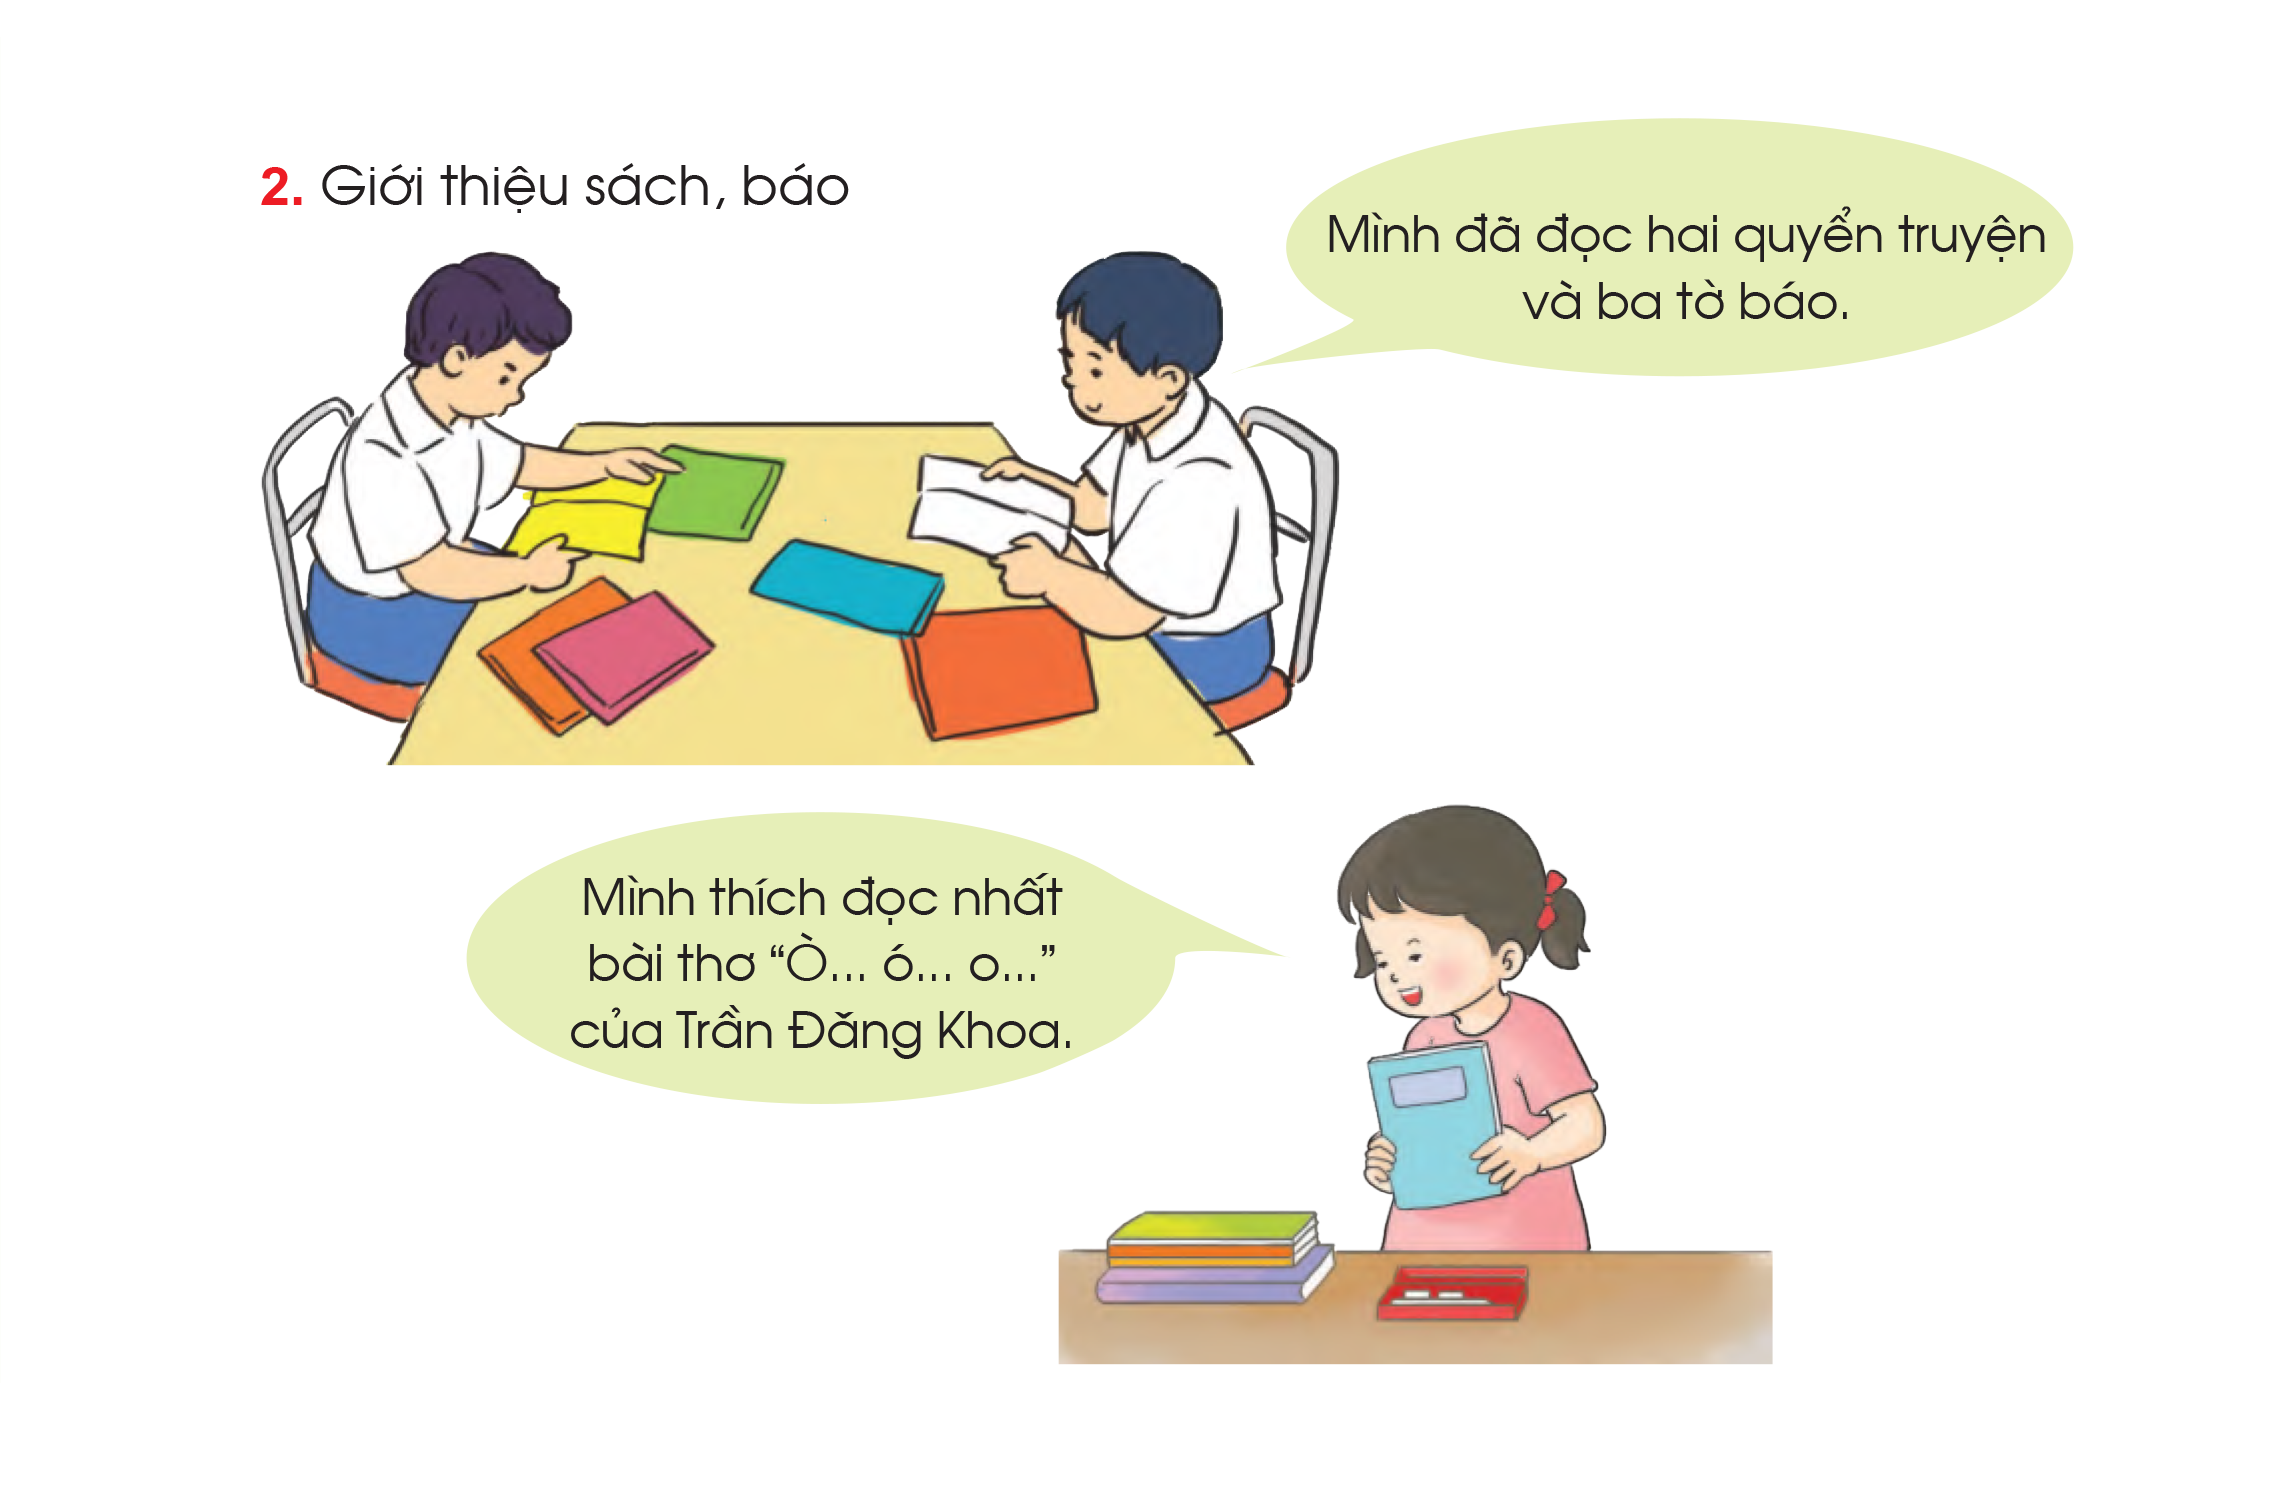 2. Giới thiệu sách, báo
Mình đã đọc hai quyển truyện
và ba tờ báo.
Mình thích đọc nhất
bài thơ “Ò... ó... o...”
của Trần Đăng Khoa.